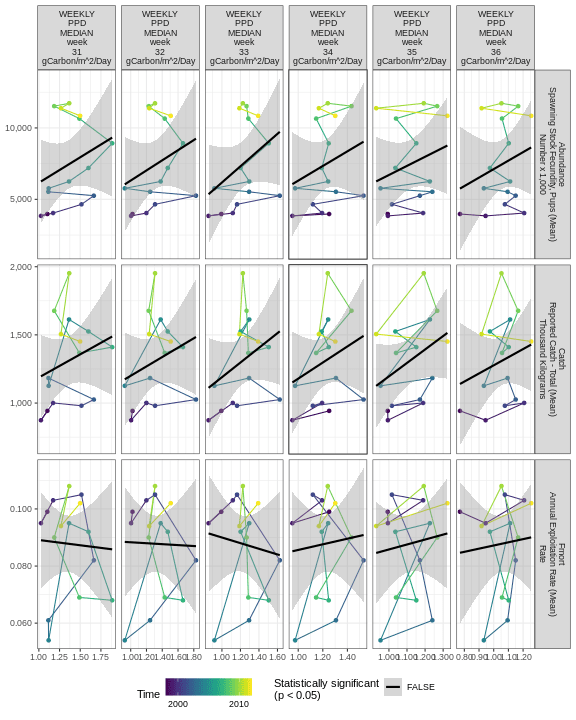 WEEKLY
PPD
MEDIAN
week
31
gCarbon/m^2/Day
WEEKLY
PPD
MEDIAN
week
32
gCarbon/m^2/Day
WEEKLY
PPD
MEDIAN
week
33
gCarbon/m^2/Day
WEEKLY
PPD
MEDIAN
week
34
gCarbon/m^2/Day
WEEKLY
PPD
MEDIAN
week
35
gCarbon/m^2/Day
WEEKLY
PPD
MEDIAN
week
36
gCarbon/m^2/Day
10,000
5,000
Abundance
Spawning Stock Fecundity, Pups (Mean)
Number x 1,000
2,000
1,500
1,000
Catch
Reported Catch - Total (Mean)
Thousand Kilograms
0.100
0.080
0.060
Fmort
Annual Exploitation Rate (Mean)
Rate
1.00 1.25 1.50 1.75
1.00 1.20 1.40 1.60 1.80
1.00 1.20 1.40 1.60
1.00 1.20 1.40
1.00 1.100 1.200 1.300
0.80 0.90 1.00 1.10 1.20
Time
2000 2010
Statistically significant
(p < 0.05)
FALSE